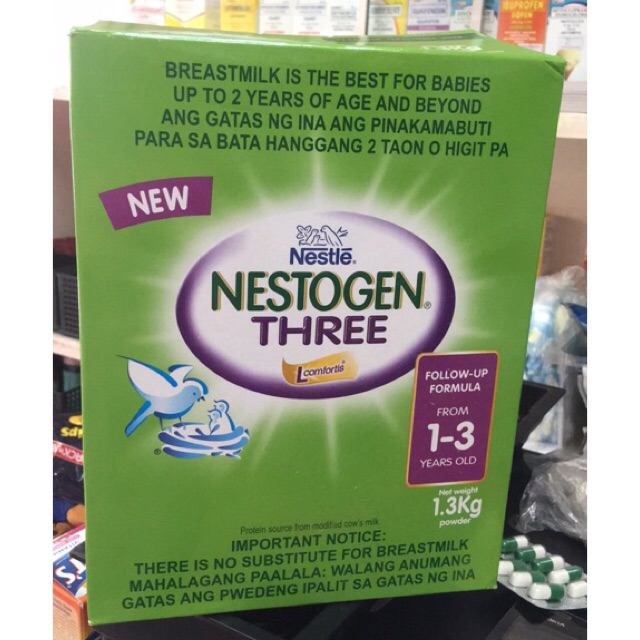 BREASTMILK IS THE BEST FOR BABIES
UP TO 2 YEARS OF AGE AND BEYOND
ANG GATAS NG INA ANG PINAKAMABUTI
PARA SA BATA HANGGANG 2 TAON O HIGIT PA
NEW
Nestlé®
NESTOGEN®
THREE
L comfortis™
FOLLOW-UP
FORMULA
FROM
1-3
YEARS OLD
Net weight
1.3Kg
powder
Protein source from modified cow's milk
IMPORTANT NOTICE:
THERE IS NO SUBSTITUTE FOR BREASTMILK
MAHALAGANG PAALALA: WALANG ANUMANG
GATAS ANG PWEDENG IPALIT SA GATAS NG INA
IBUPROFEN